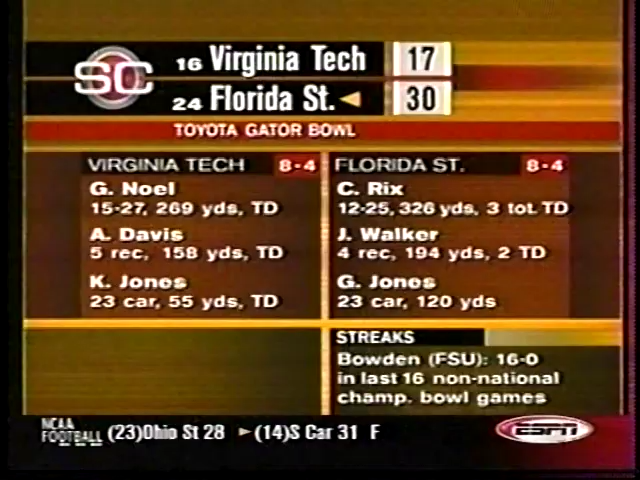 SC
16 Virginia Tech 17
24 Florida St. 30
TOYOTA GATOR BOWL
VIRGINIA TECH 8-4
G. Noel
15-27, 269 yds, TD
A. Davis
5 rec, 158 yds, TD
K. Jones
23 car, 55 yds, TD
FLORIDA ST. 8-4
C. Rix
12-25, 326 yds, 3 tot. TD
J. Walker
4 rec, 194 yds, 2 TD
G. Jones
23 car, 120 yds
STREAKS
Bowden (FSU): 16-0
in last 16 non-national
champ. bowl games
NCAA
FOOTBALL
(23)Ohio St 28 ►(14)S Car 31 F
ESPN